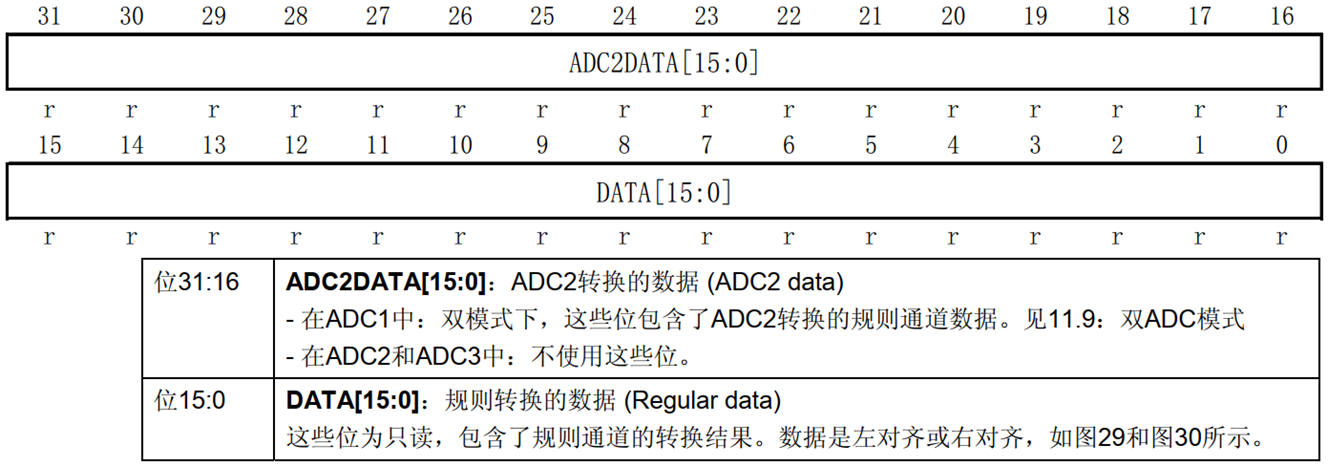 31 30 29 28 27 26 25 24 23 22 21 20 19 18 17 16
ADC2DATA[15:0]
r r r r r r r r r r r r r r r r
15 14 13 12 11 10 9 8 7 6 5 4 3 2 1 0
DATA[15:0]
r r r r r r r r r r r r r r r r
位31:16 ADC2DATA[15:0]：ADC2转换的数据 (ADC2 data)
- 在ADC1中：双模式下，这些位包含了ADC2转换的规则通道数据。见11.9：双ADC模式
- 在ADC2和ADC3中：不使用这些位。
位15:0 DATA[15:0]：规则转换的数据 (Regular data)
这些位为只读，包含了规则通道的转换结果。数据是左对齐或右对齐，如图29和图30所示。